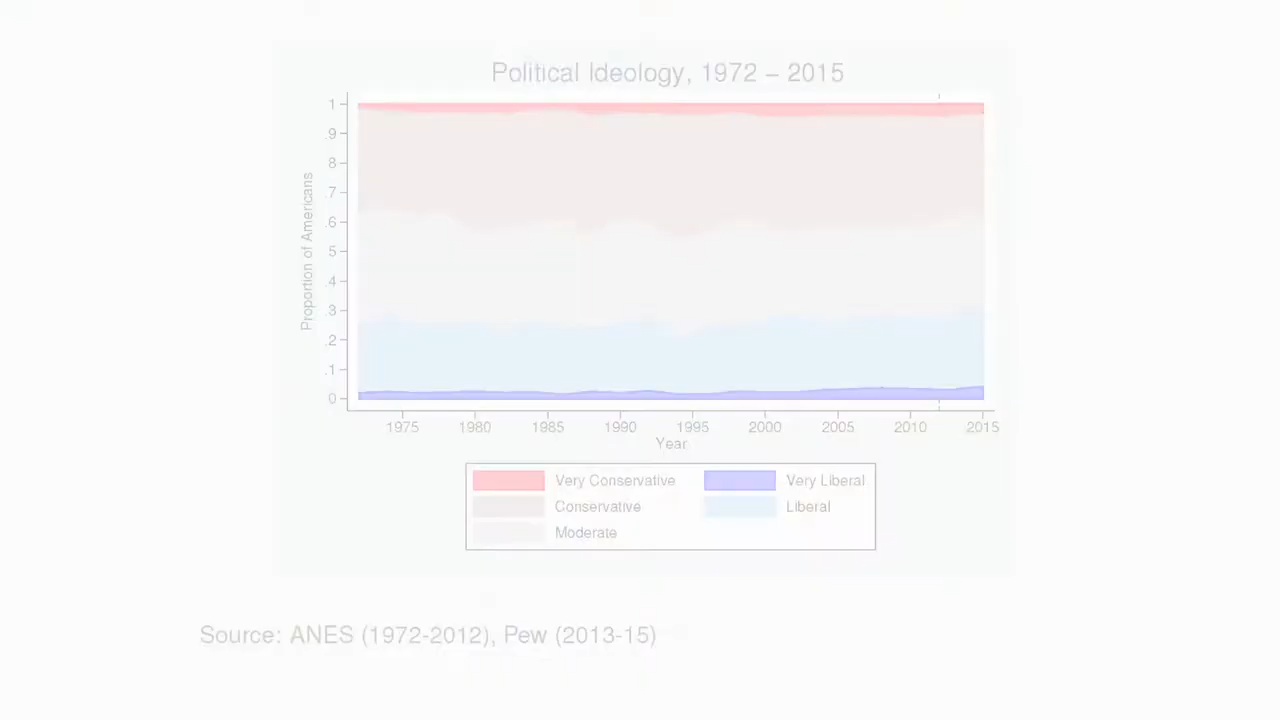 Political Ideology, 1972 – 2015
Proportion of Americans
1
.9
.8
.7
.6
.5
.4
.3
.2
.1
0
1975 1980 1985 1990 1995 2000 2005 2010 2015
Year
Very Conservative Very Liberal
Conservative Liberal
Moderate
Source: ANES (1972-2012), Pew (2013-15)